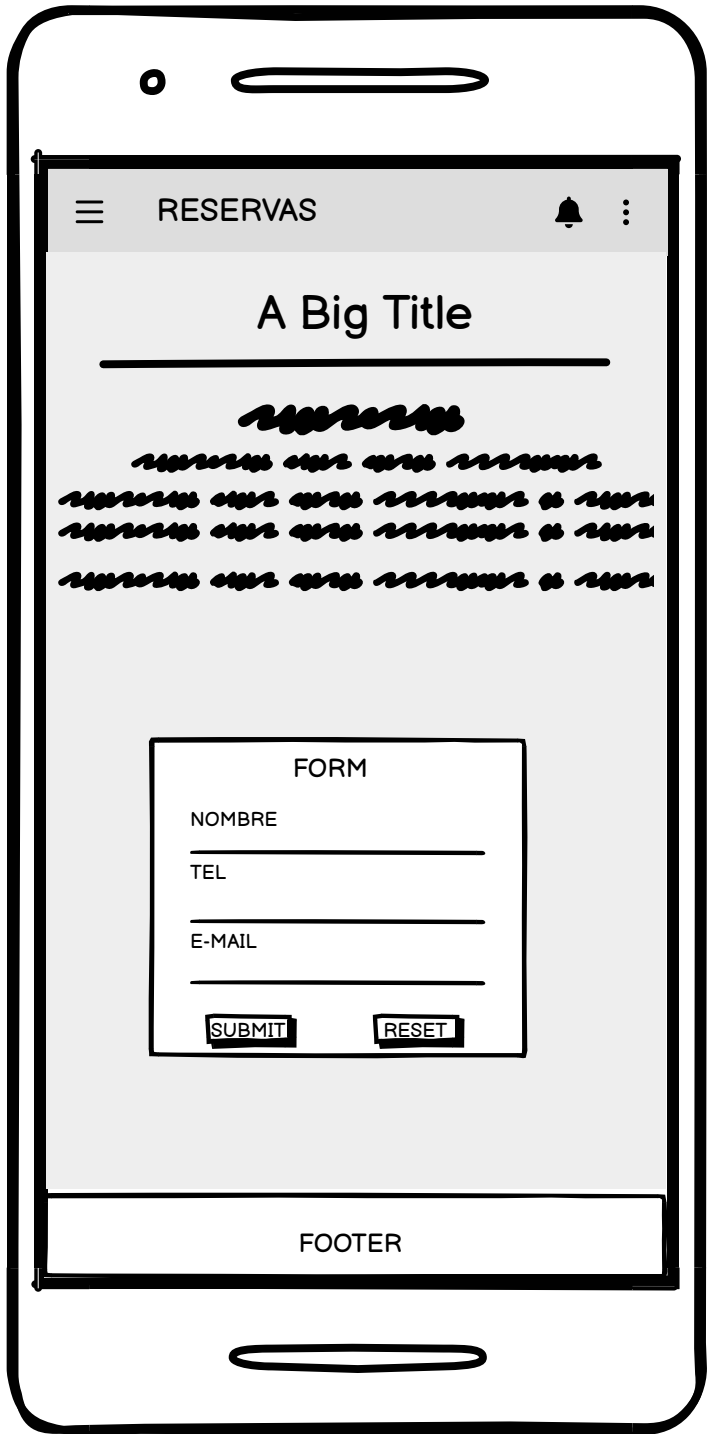 RESERVAS
A Big Title
FORM
NOMBRE
TEL
E-MAIL
SUBMIT RESET
FOOTER